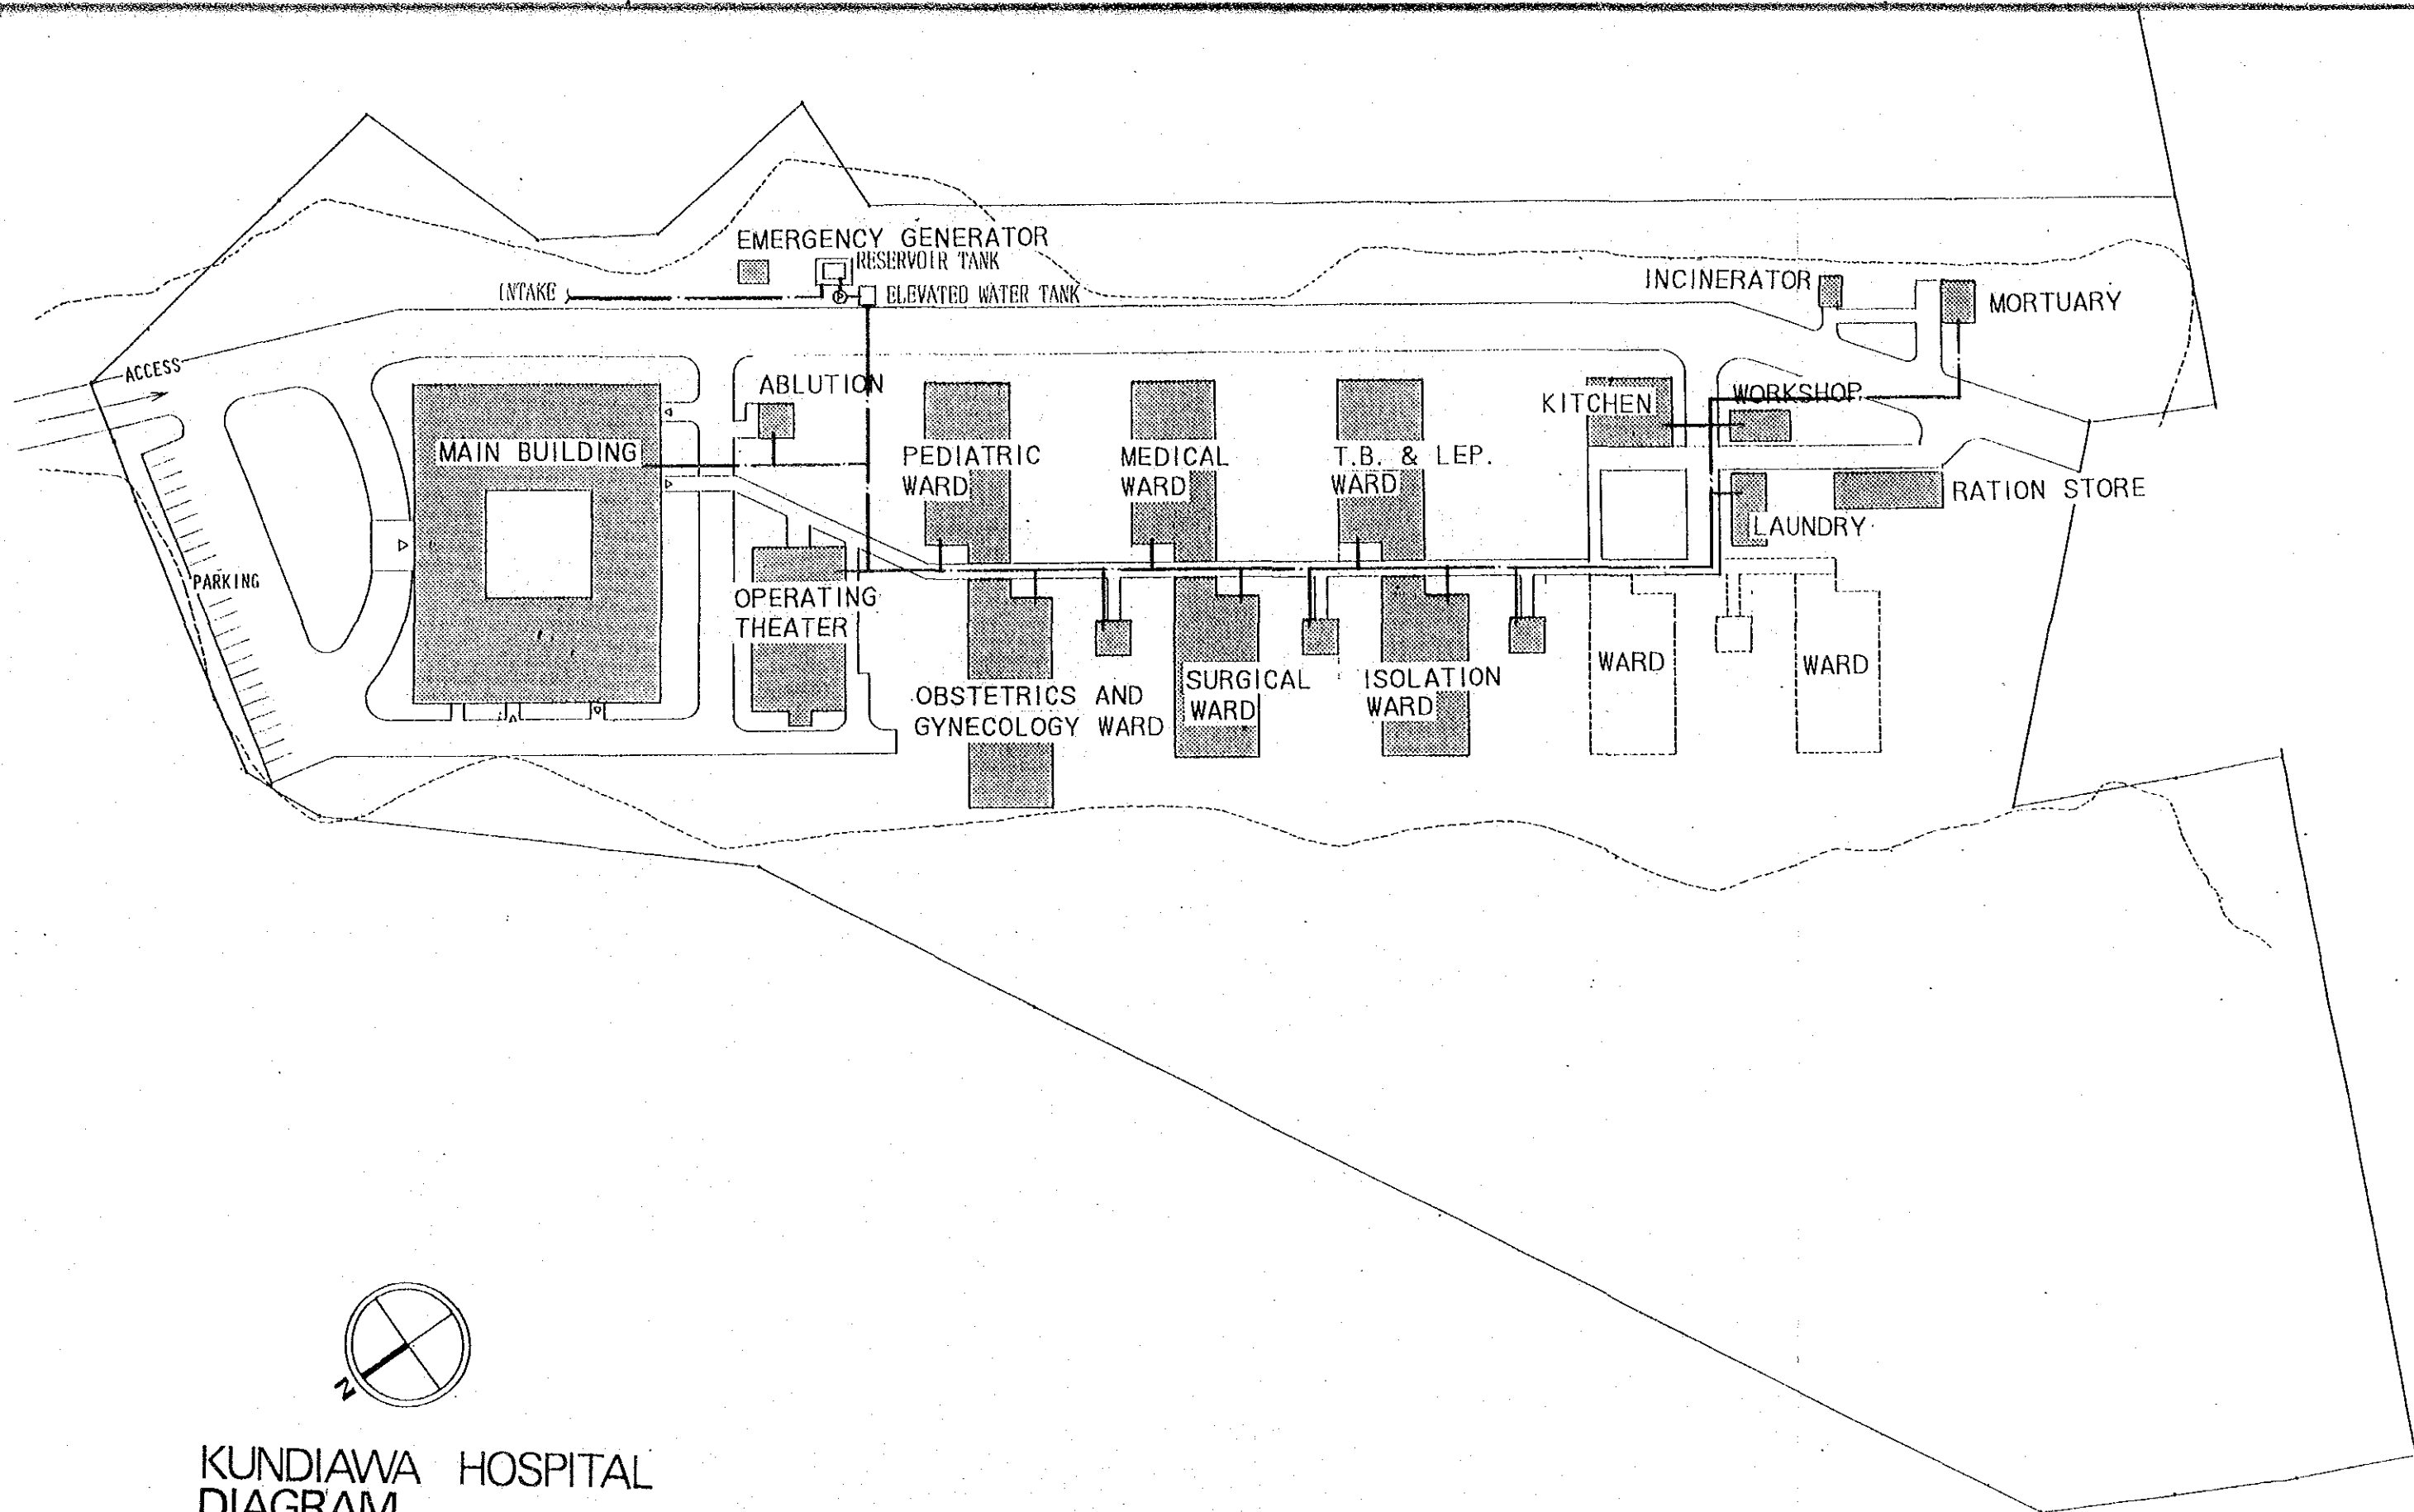 EMERGENCY GENERATOR
RESERVOIR TANK
INTAKE
P
ELEVATED WATER TANK
INCINERATOR
MORTUARY
ACCESS
ABLUTION
WORKSHOP
KITCHEN
MAIN BUILDING
PEDIATRIC
WARD
MEDICAL
WARD
T.B. & LEP.
WARD
RATION STORE
LAUNDRY
PARKING
OPERATING
THEATER
OBSTETRICS AND
GYNECOLOGY WARD
SURGICAL
WARD
ISOLATION
WARD
WARD
WARD
N
KUNDIAWA HOSPITAL
DIAGRAM